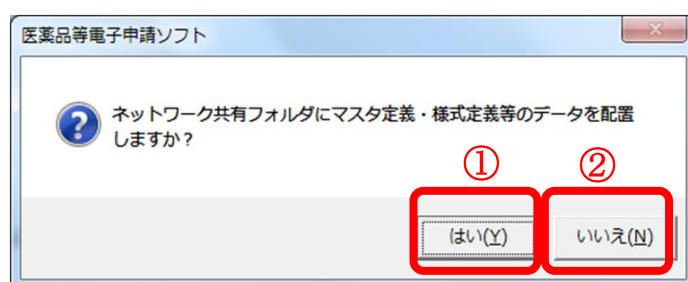 医薬品等電子申請ソフト
ネットワーク共有フォルダにマスタ定義・様式定義等のデータを配置
しますか？
① ②
はい(Y) いいえ(N)